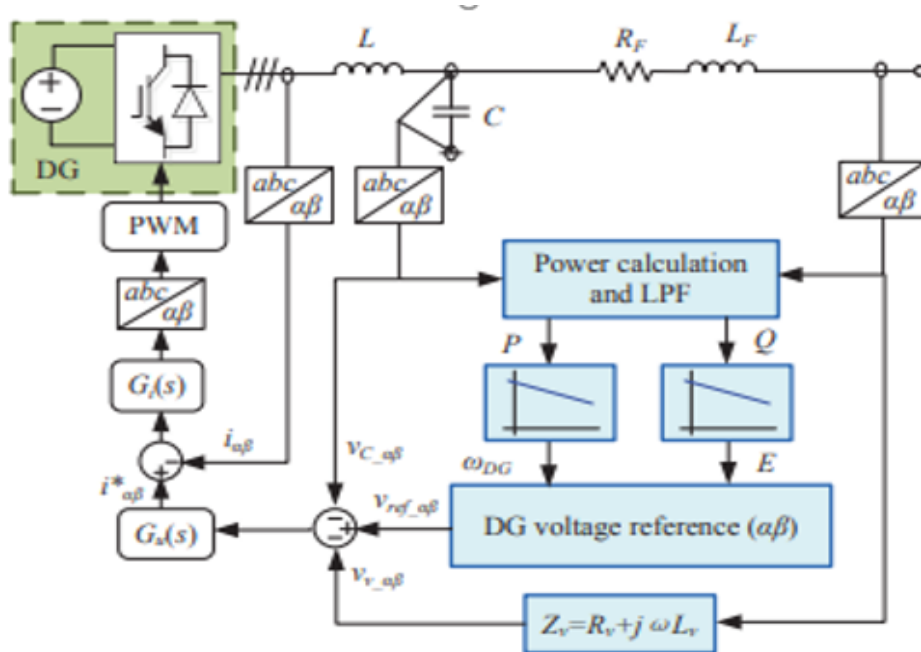 L
R_F
L_F
C
DG
abc
αβ
abc
αβ
abc
αβ
PWM
Power calculation
and LPF
abc
αβ
P
Q
G_i(s)
i_αβ
v_C_αβ
ω_DG
E
i*_αβ
v_ref_αβ
DG voltage reference (αβ)
G_u(s)
v_v_αβ
Z_v=R_v+j ωL_v